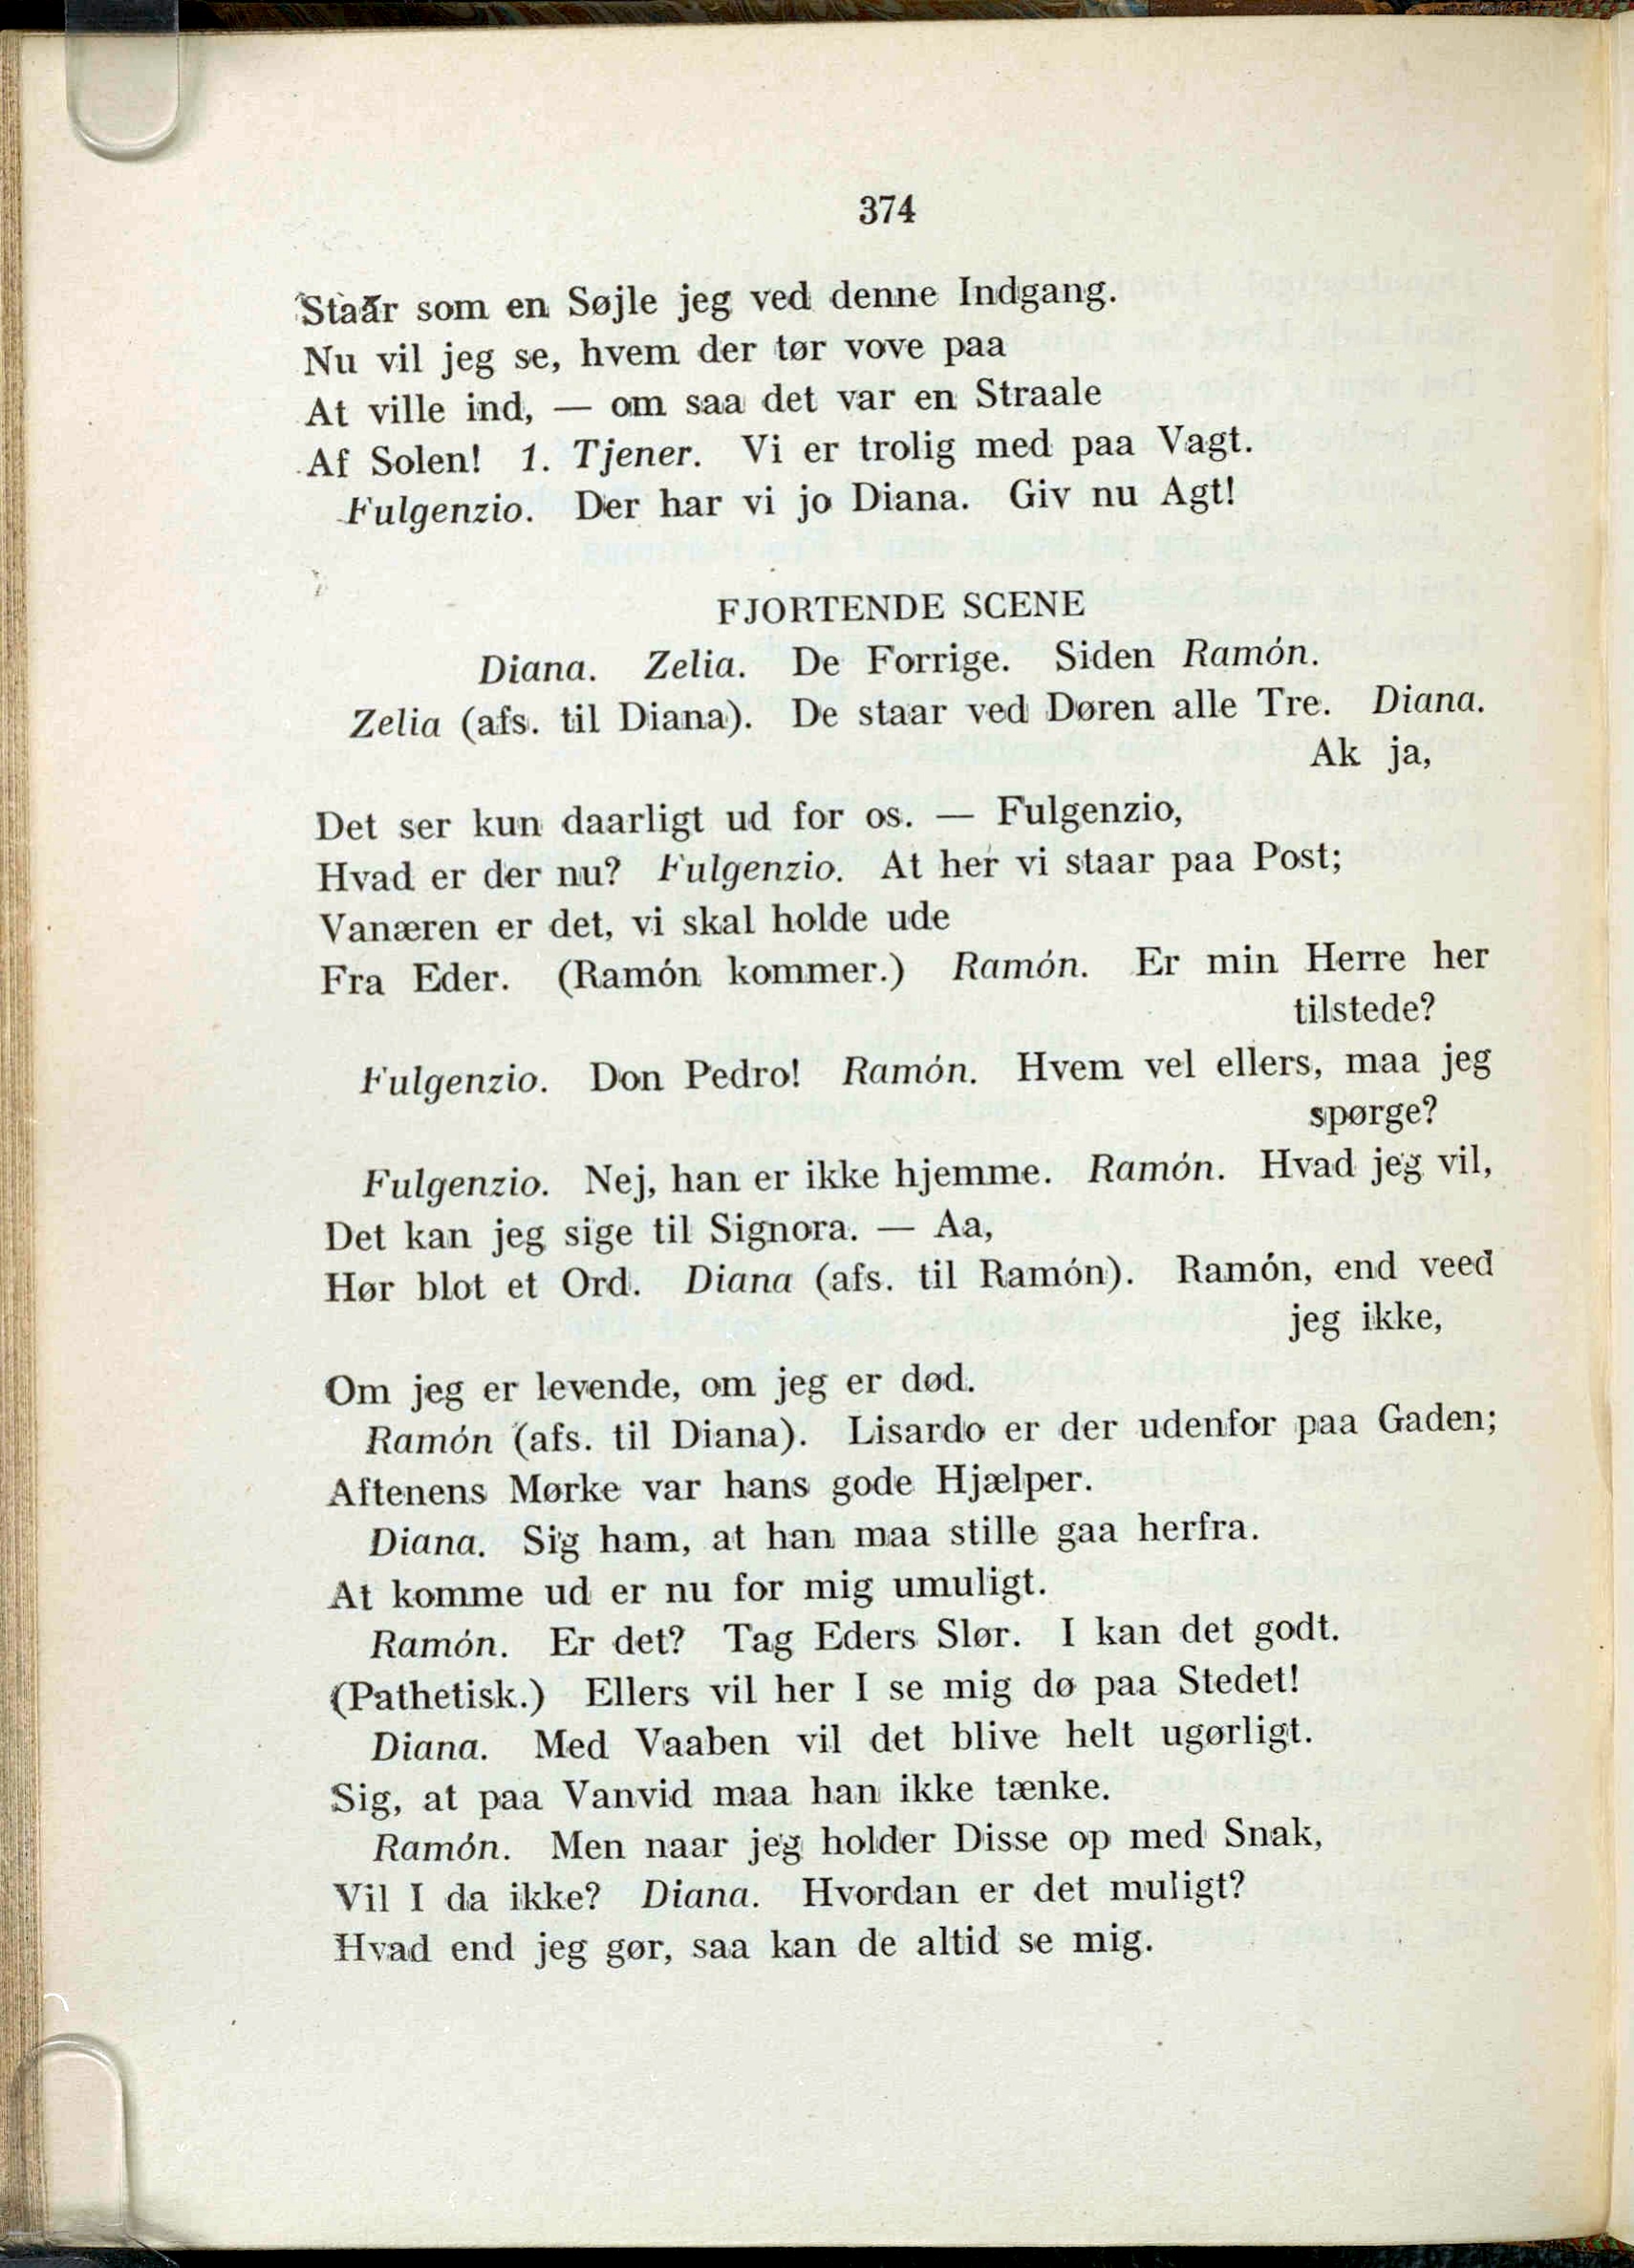 374
Staar som en Søjle jeg ved denne Indgang.
Nu vil jeg se, hvem der tør vove paa
At ville ind, — om saa det var en Straale
Af Solen! 1. Tjener. Vi er trolig med paa Vagt.
Fulgenzio. Der har vi jo Diana. Giv nu Agt!
FJORTENDE SCENE
Diana. Zelia. De Forrige. Siden Ramón.
Zelia (afs. til Diana). De staar ved Døren alle Tre. Diana.
Ak ja,
Det ser kun daarligt ud for os. — Fulgenzio,
Hvad er der nu? Fulgenzio. At her vi staar paa Post;
Vanæren er det, vi skal holde ude
Fra Eder. (Ramón kommer.) Ramón. Er min Herre her
tilstede?
Fulgenzio. Don Pedro! Ramón. Hvem vel ellers, maa jeg
spørge?
Fulgenzio. Nej, han er ikke hjemme. Ramón. Hvad jeg vil,
Det kan jeg sige til Signora. — Aa,
Hør blot et Ord. Diana (afs. til Ramón). Ramón, end veed
jeg ikke,
Om jeg er levende, om jeg er død.
Ramón (afs. til Diana). Lisardo er der udenfor paa Gaden;
Aftenens Mørke var hans gode Hjælper.
Diana. Sig ham, at han maa stille gaa herfra.
At komme ud er nu for mig umuligt.
Ramón. Er det? Tag Eders Slør. I kan det godt.
(Pathetisk.) Ellers vil her I se mig dø paa Stedet!
Diana. Med Vaaben vil det blive helt ugørligt.
Sig, at paa Vanvid maa han ikke tænke.
Ramón. Men naar jeg holder Disse op med Snak,
Vil I da ikke? Diana. Hvordan er det muligt?
Hvad end jeg gør, saa kan de altid se mig.